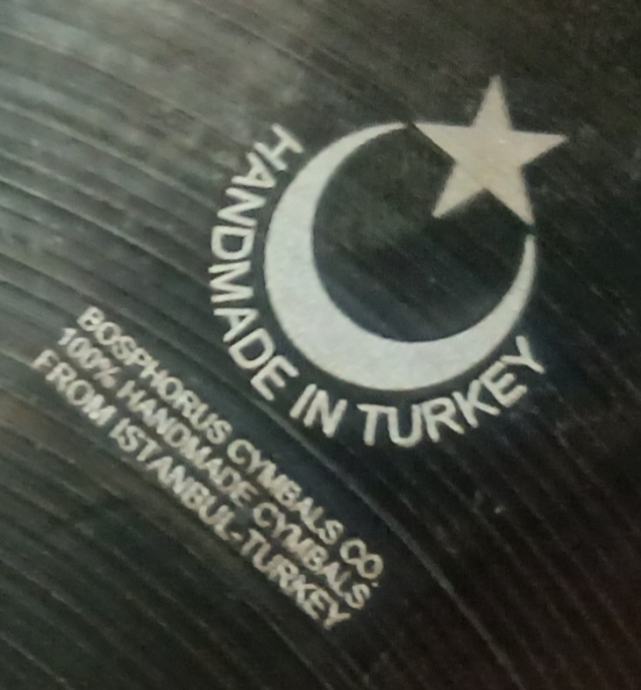 HANDMADE IN TURKEY
BOSPHORUS CYMBALS CO.
100% HANDMADE CYMBALS
FROM ISTANBUL-TURKEY